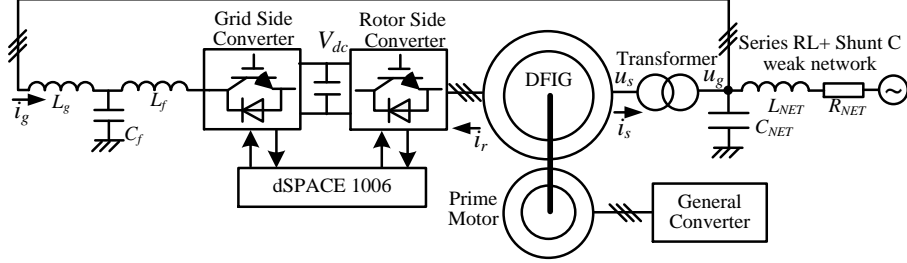 Grid Side
Converter
V_dc
Rotor Side
Converter
Transformer
Series RL+ Shunt C
weak network
DFIG
u_s
u_g
i_g
L_g
L_f
C_f
i_r
i_s
L_NET
R_NET
C_NET
dSPACE 1006
Prime
Motor
General
Converter